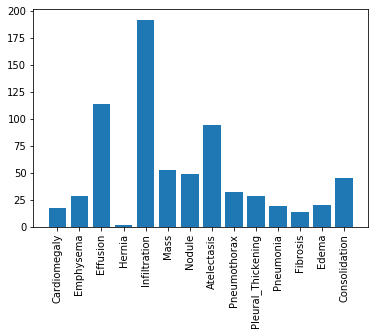 200
175
150
125
100
75
50
25
0
Cardiomegaly
Emphysema
Effusion
Hernia
Infiltration
Mass
Nodule
Atelectasis
Pneumothorax
Pleural_Thickening
Pneumonia
Fibrosis
Edema
Consolidation